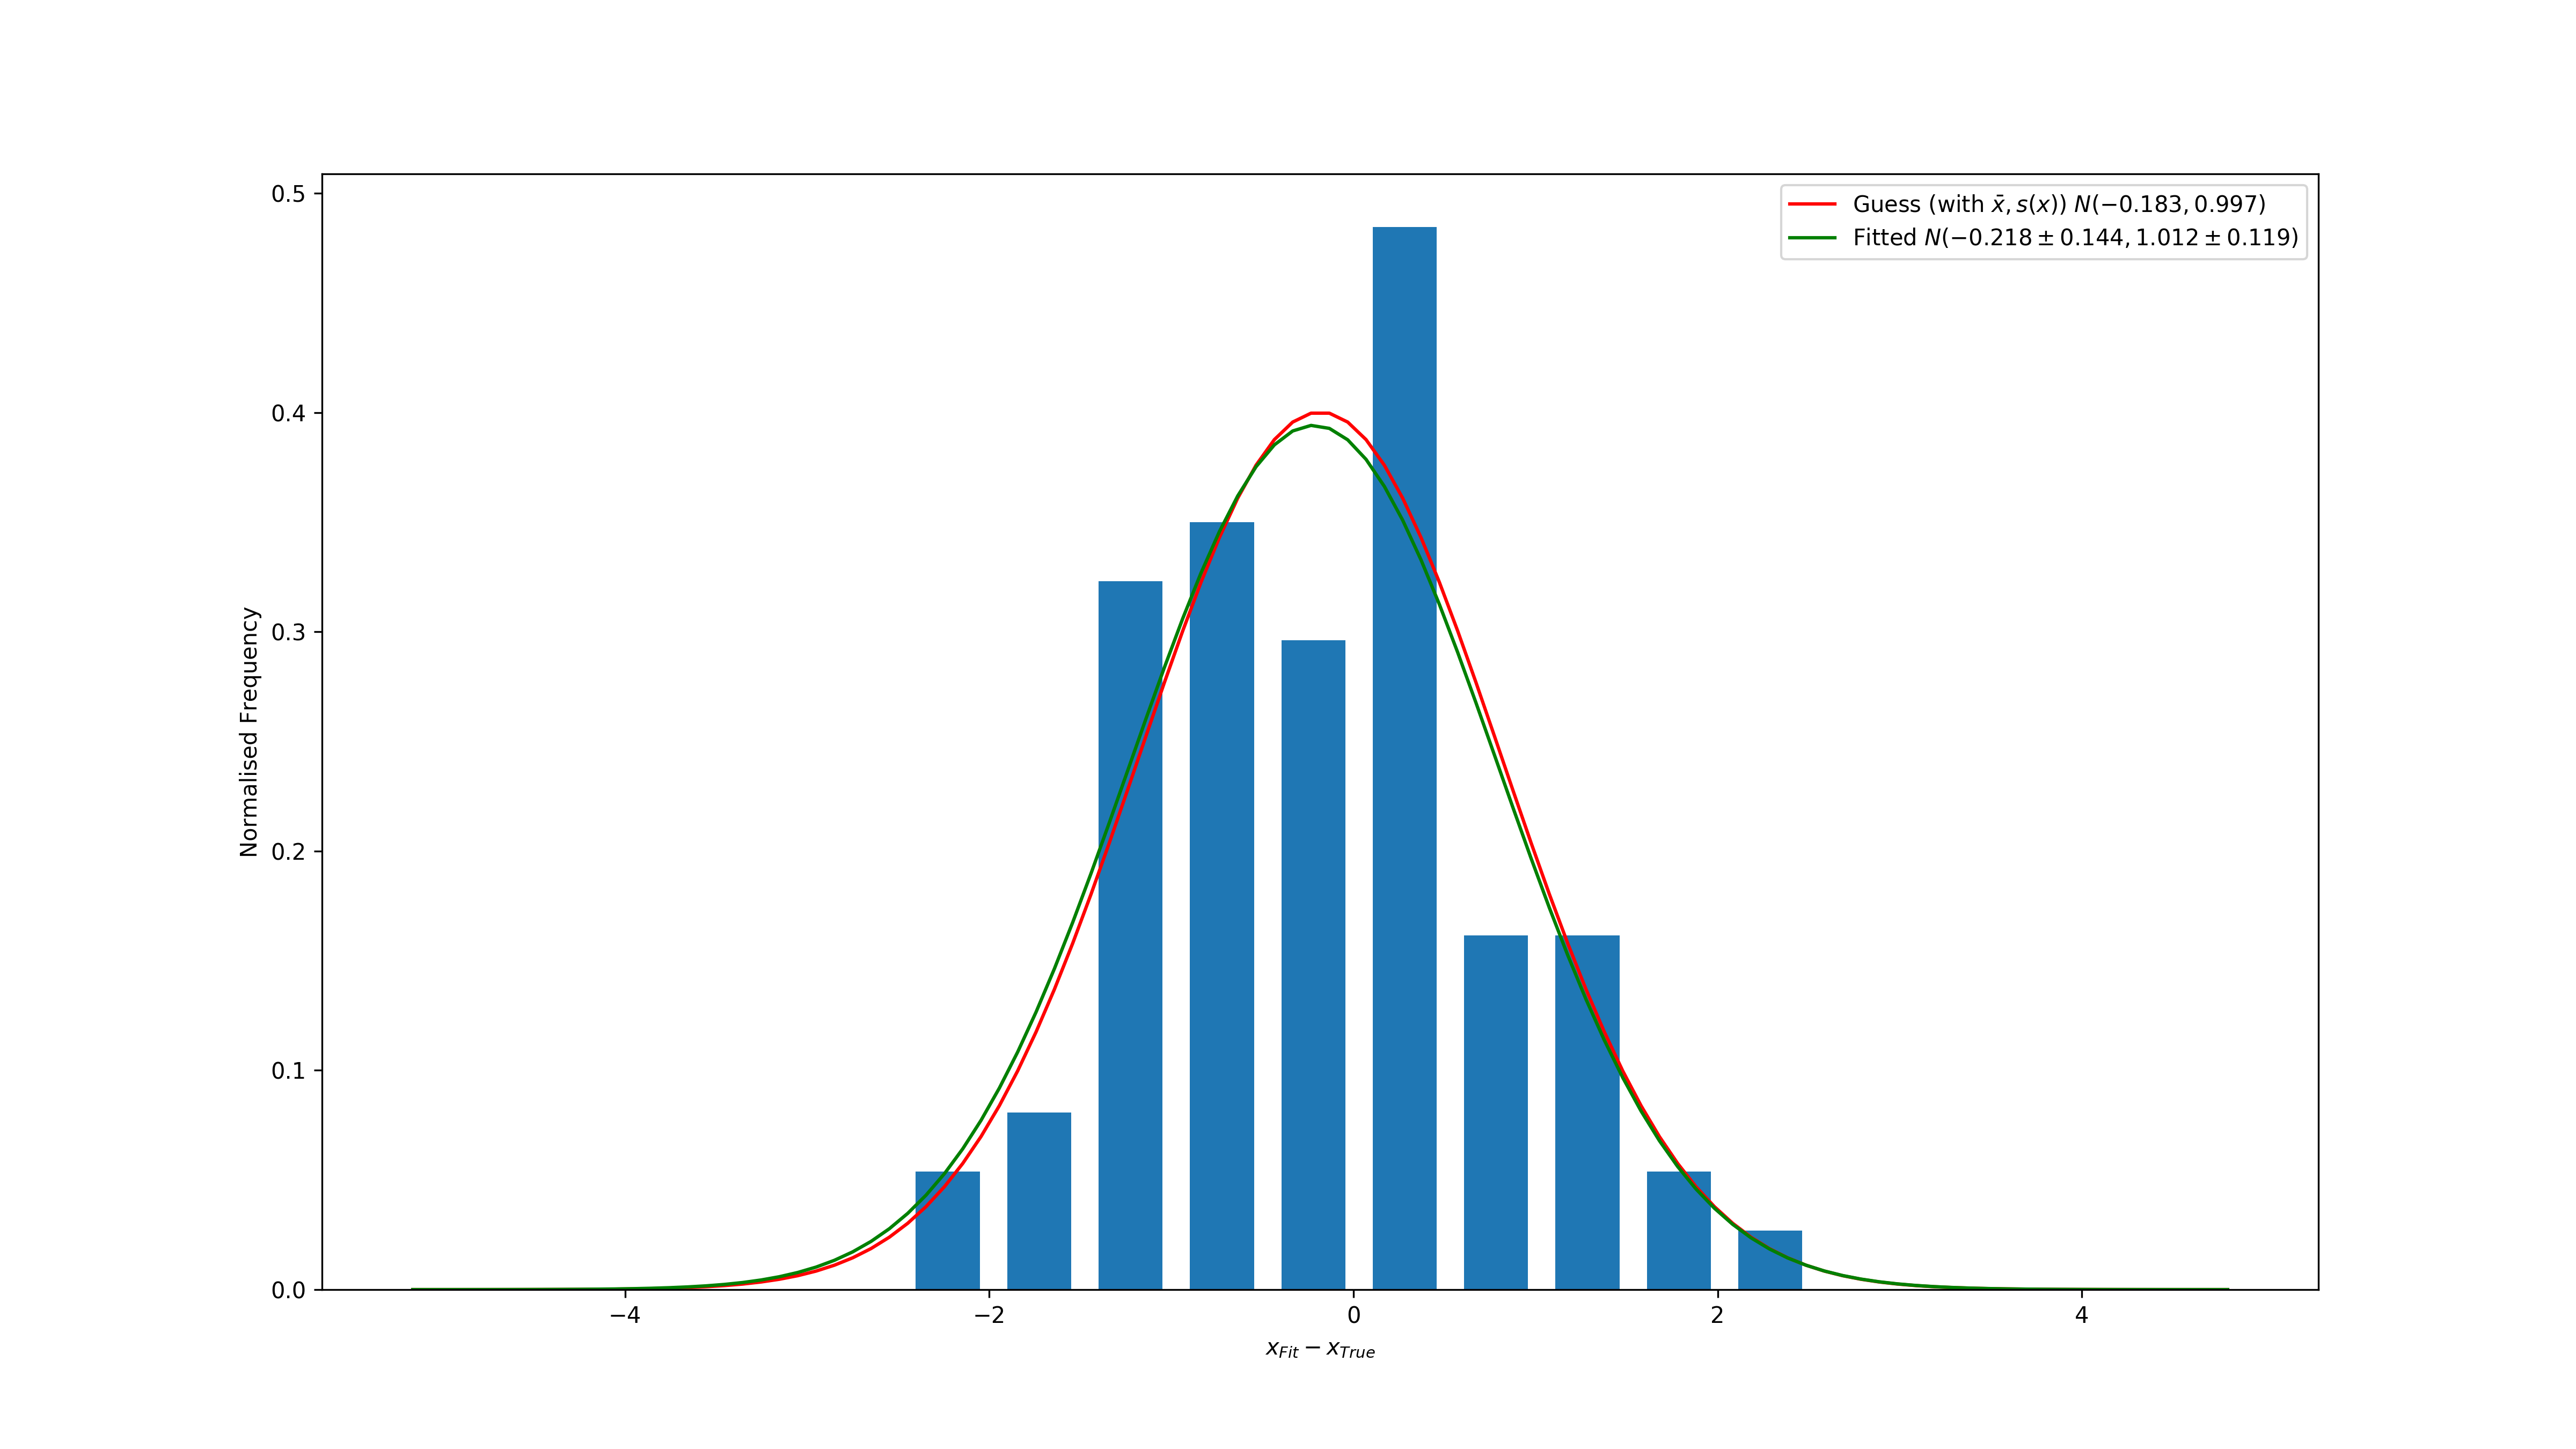 Guess (with x̄, s(x)) N(−0.183, 0.997)
Fitted N(−0.218 ± 0.144, 1.012 ± 0.119)
0.5
0.4
0.3
0.2
0.1
0.0
Normalised Frequency
−4 −2 0 2 4
x_Fit − x_True